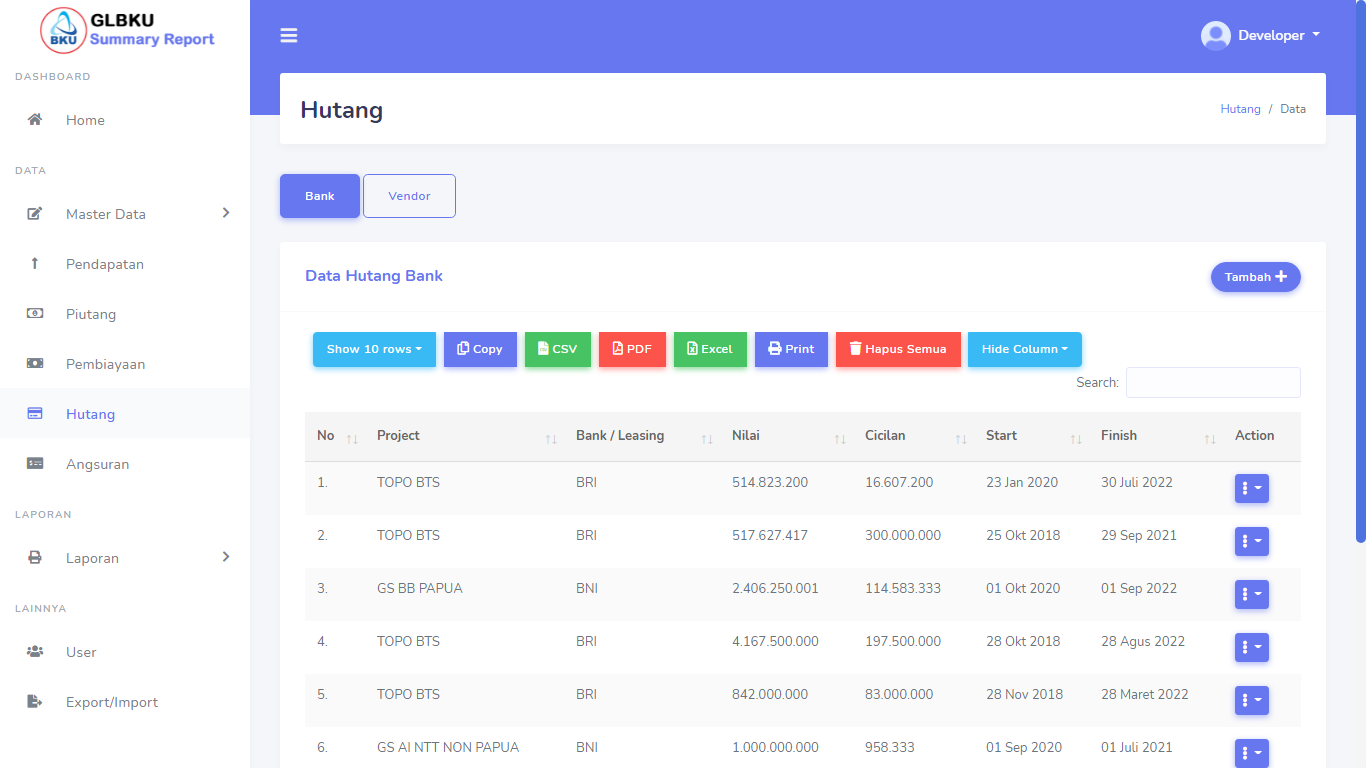 GLBKU
BKU Summary Report
Developer
DASHBOARD
Home
DATA
Master Data
Pendapatan
Piutang
Pembiayaan
Hutang
Angsuran
LAPORAN
Laporan
LAINNYA
User
Export/Import
Hutang
Hutang / Data
Bank Vendor
Data Hutang Bank
Tambah
Show 10 rows Copy CSV PDF Excel Print Hapus Semua Hide Column
Search:
No Project Bank / Leasing Nilai Cicilan Start Finish Action
1. TOPO BTS BRI 514.823.200 16.607.200 23 Jan 2020 30 Juli 2022
2. TOPO BTS BRI 517.627.417 300.000.000 25 Okt 2018 29 Sep 2021
3. GS BB PAPUA BNI 2.406.250.001 114.583.333 01 Okt 2020 01 Sep 2022
4. TOPO BTS BRI 4.167.500.000 197.500.000 28 Okt 2018 28 Agus 2022
5. TOPO BTS BRI 842.000.000 83.000.000 28 Nov 2018 28 Maret 2022
6. GS AI NTT NON PAPUA BNI 1.000.000.000 958.333 01 Sep 2020 01 Juli 2021